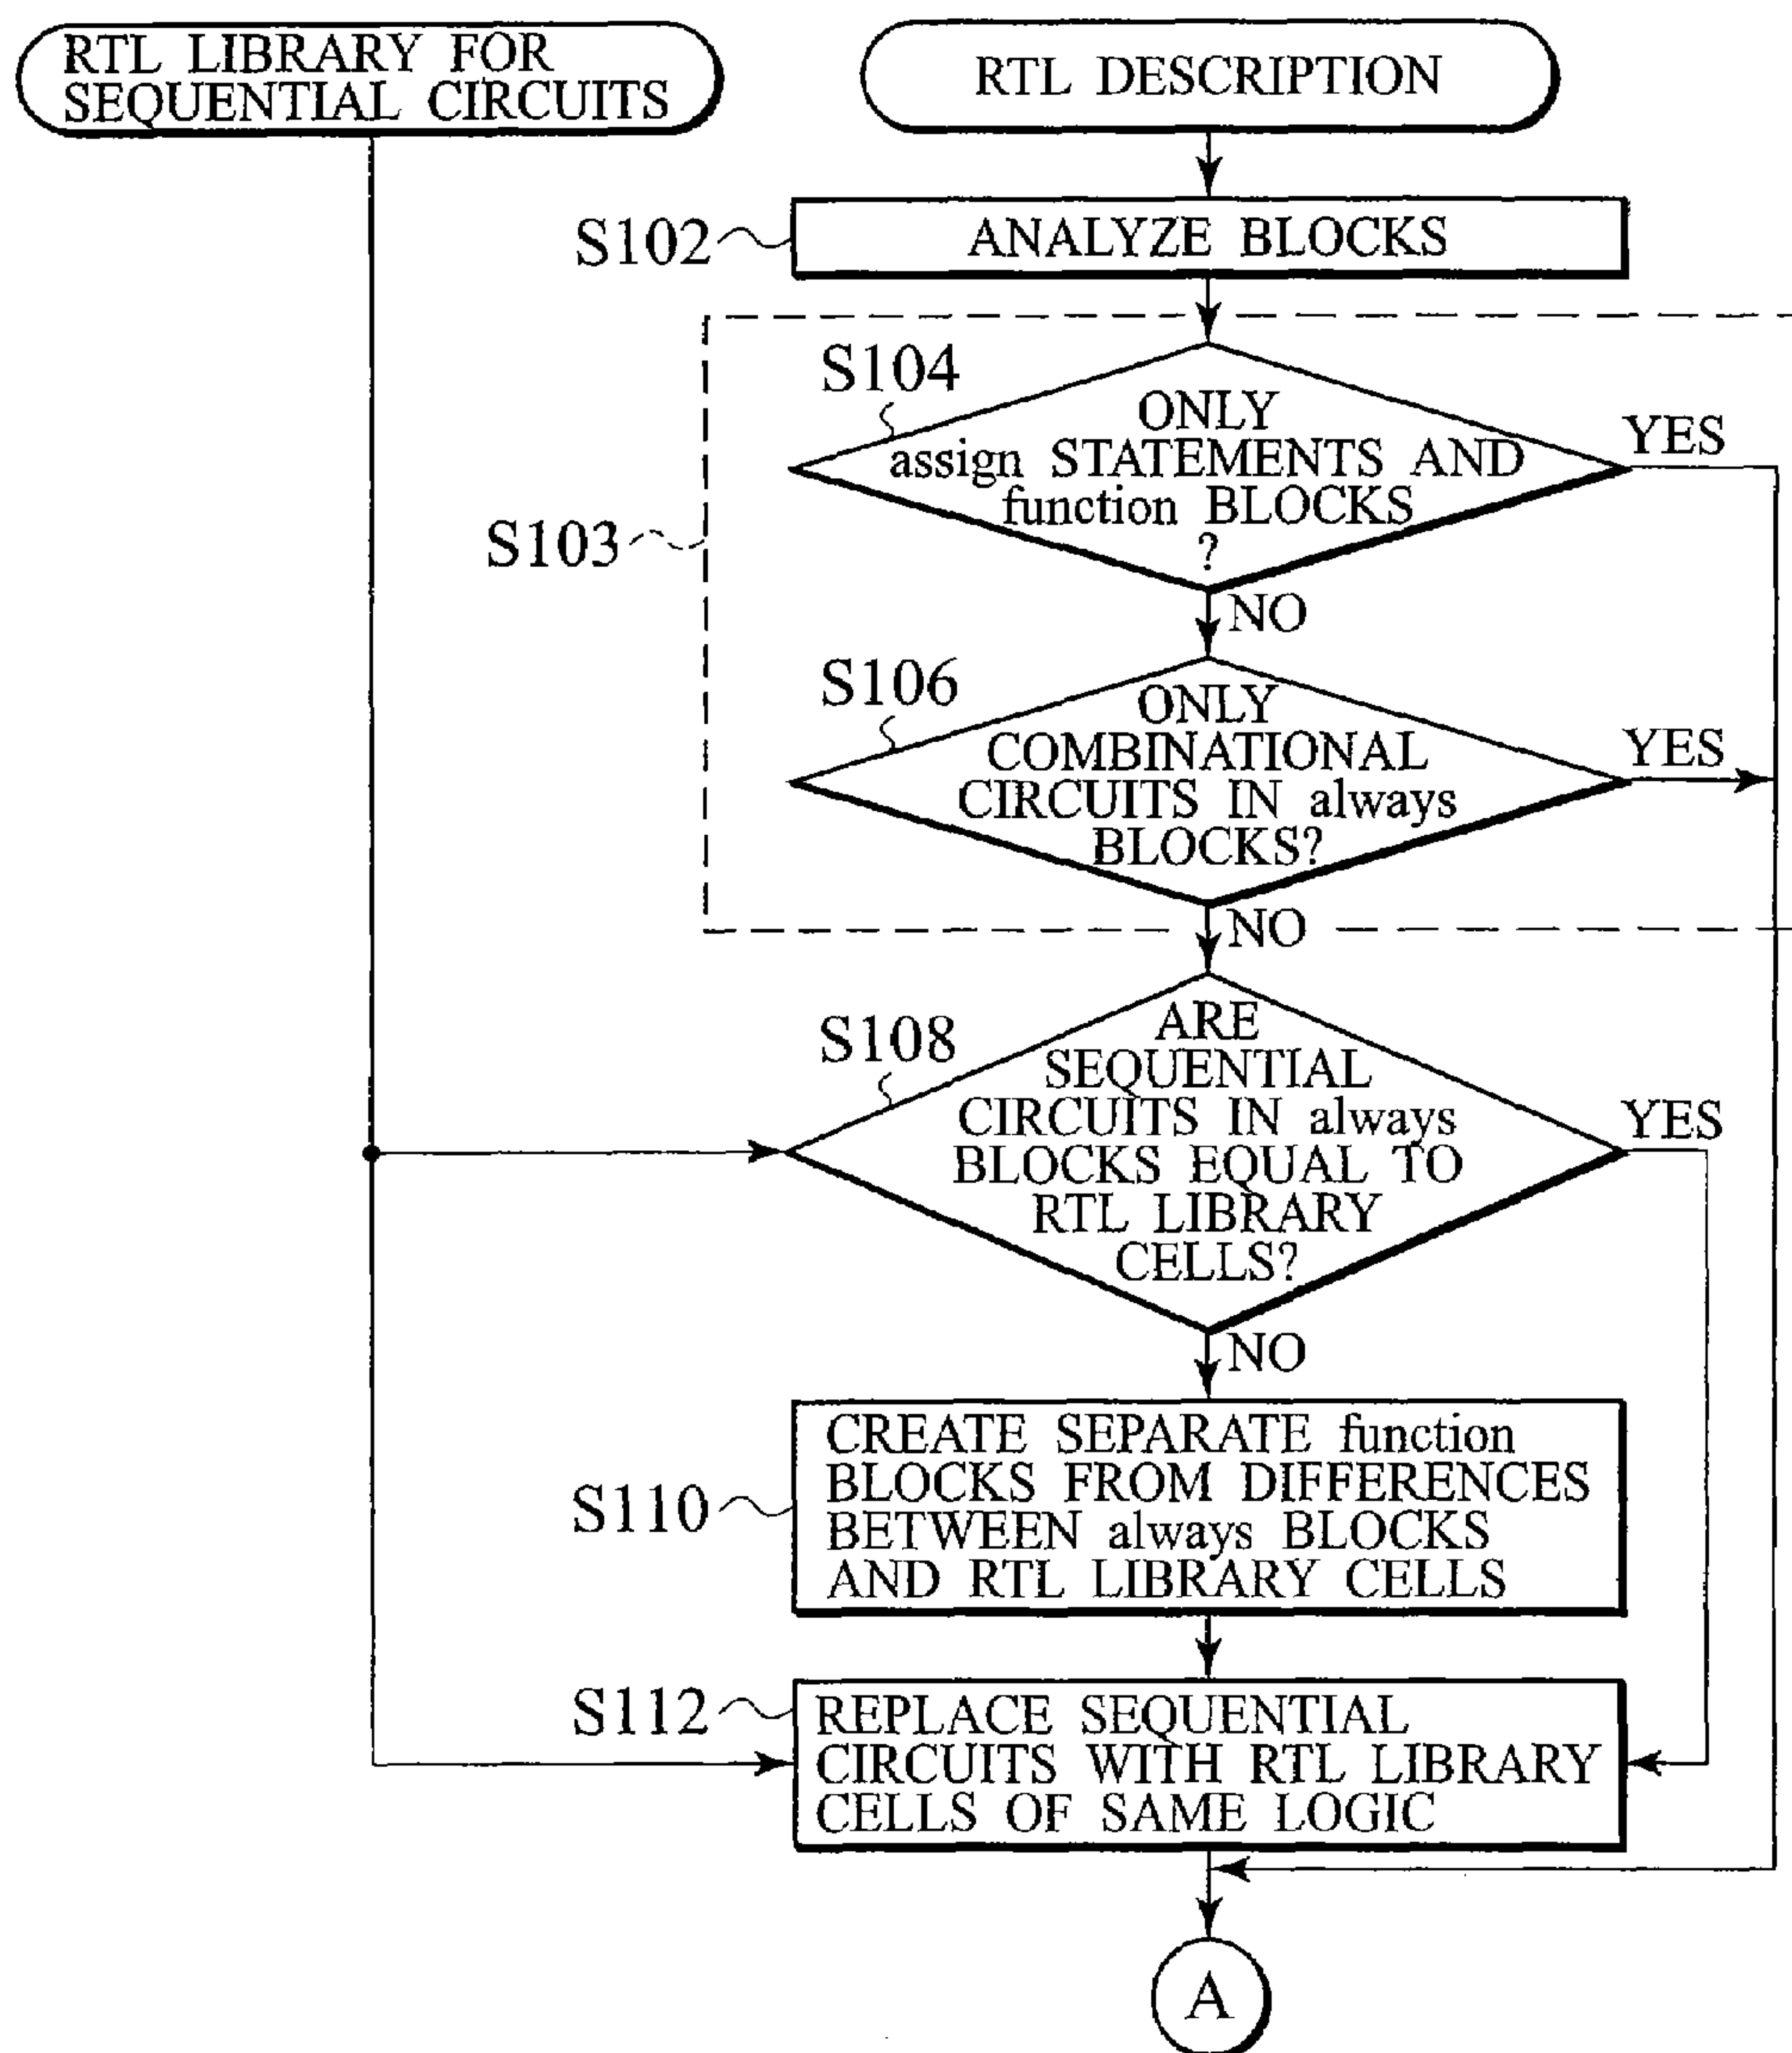 RTL LIBRARY FOR
SEQUENTIAL CIRCUITS
RTL DESCRIPTION
S102
ANALYZE BLOCKS
S103
S104
ONLY
assign STATEMENTS AND
function BLOCKS
?
YES
NO
S106
ONLY
COMBINATIONAL
CIRCUITS IN always
BLOCKS?
YES
NO
S108
ARE
SEQUENTIAL
CIRCUITS IN always
BLOCKS EQUAL TO
RTL LIBRARY
CELLS?
YES
NO
S110
CREATE SEPARATE function
BLOCKS FROM DIFFERENCES
BETWEEN always BLOCKS
AND RTL LIBRARY CELLS
S112
REPLACE SEQUENTIAL
CIRCUITS WITH RTL LIBRARY
CELLS OF SAME LOGIC
A